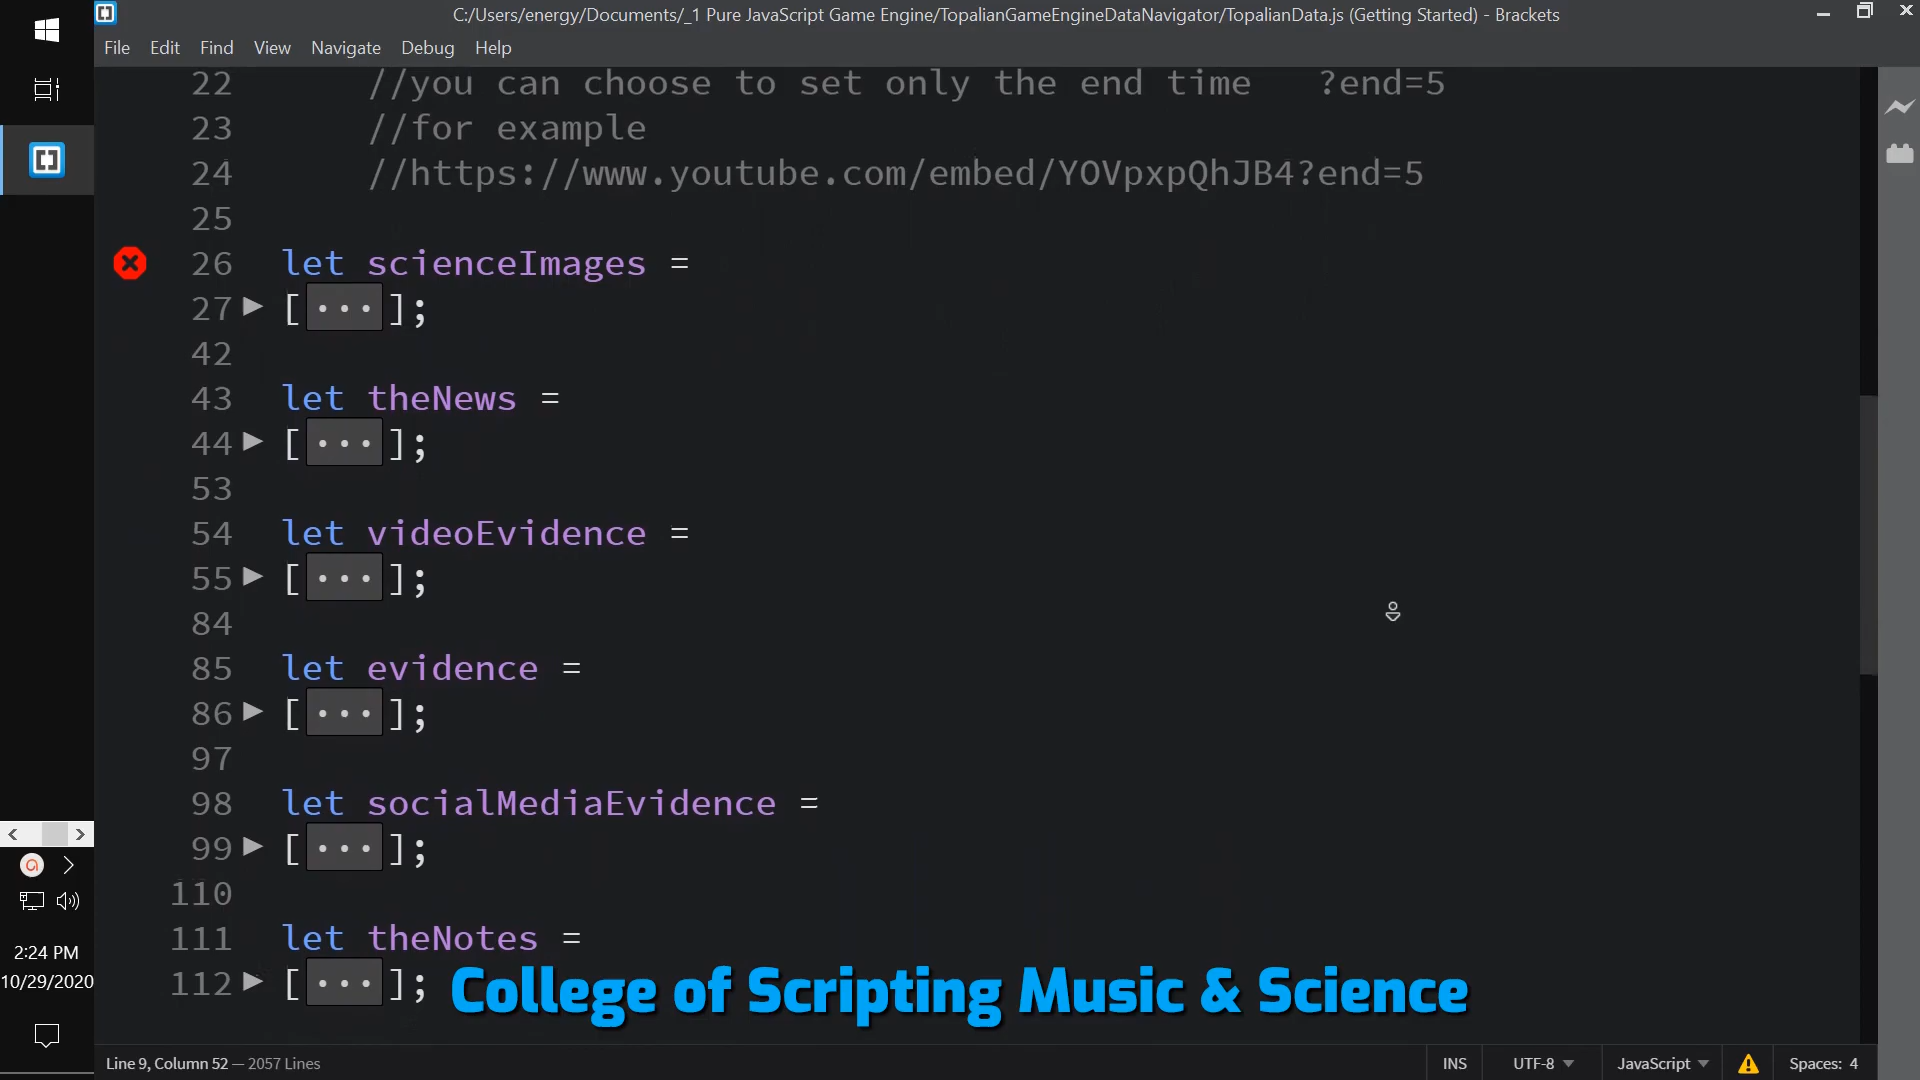 C:/Users/energy/Documents/_1 Pure JavaScript Game Engine/TopalianGameEngineDataNavigator/TopalianData.js (Getting Started) - Brackets
File Edit Find View Navigate Debug Help
22 //you can choose to set only the end time ?end=5
23 //for example
24 //https://www.youtube.com/embed/YOVpxpQhJB4?end=5
25
26 let scienceImages =
27 [...];
42
43 let theNews =
44 [...];
53
54 let videoEvidence =
55 [...];
84
85 let evidence =
86 [...];
97
98 let socialMediaEvidence =
99 [...];
110
111 let theNotes =
112 [...];
College of Scripting Music & Science
2:24 PM
10/29/2020
Line 9, Column 52 — 2057 Lines
INS UTF-8 JavaScript Spaces: 4